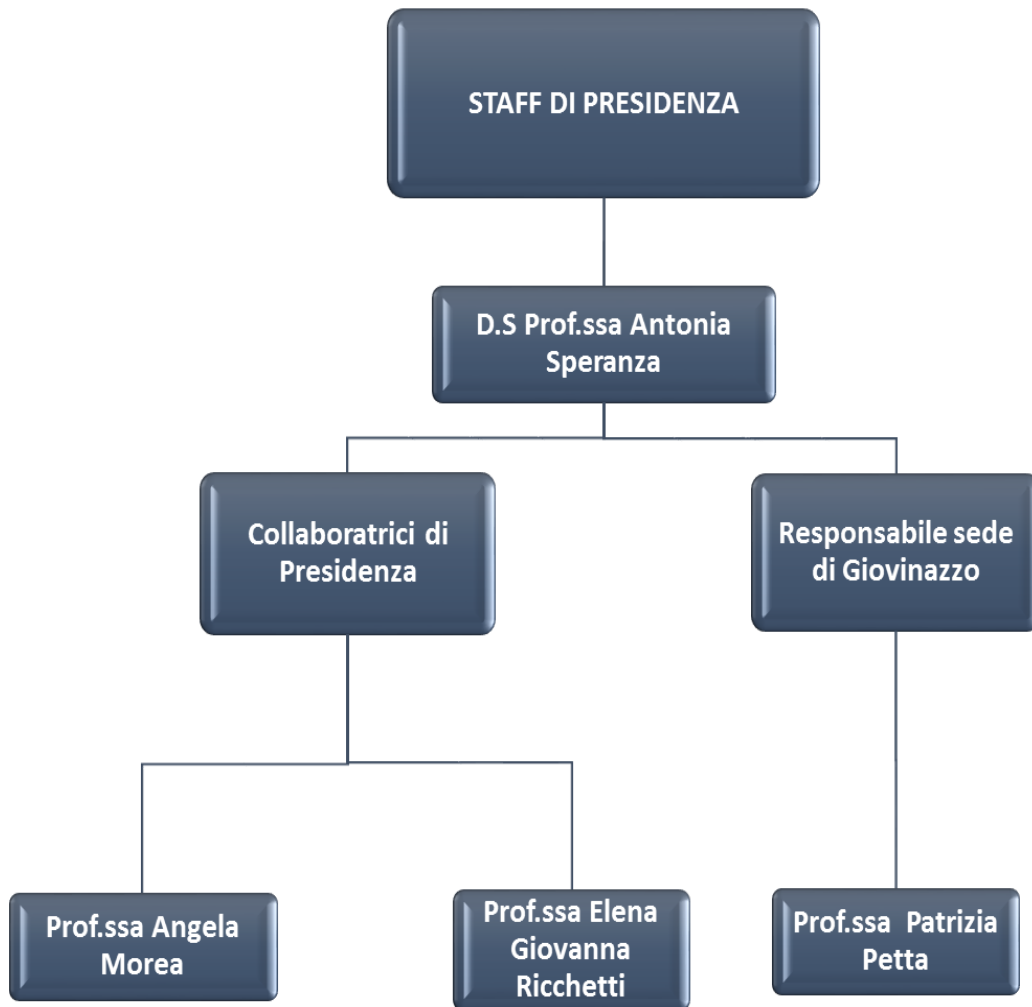 STAFF DI PRESIDENZA
D.S Prof.ssa Antonia
Speranza
Collaboratrici di
Presidenza
Responsabile sede
di Giovinazzo
Prof.ssa Angela
Morea
Prof.ssa Elena
Giovanna
Ricchetti
Prof.ssa Patrizia
Petta